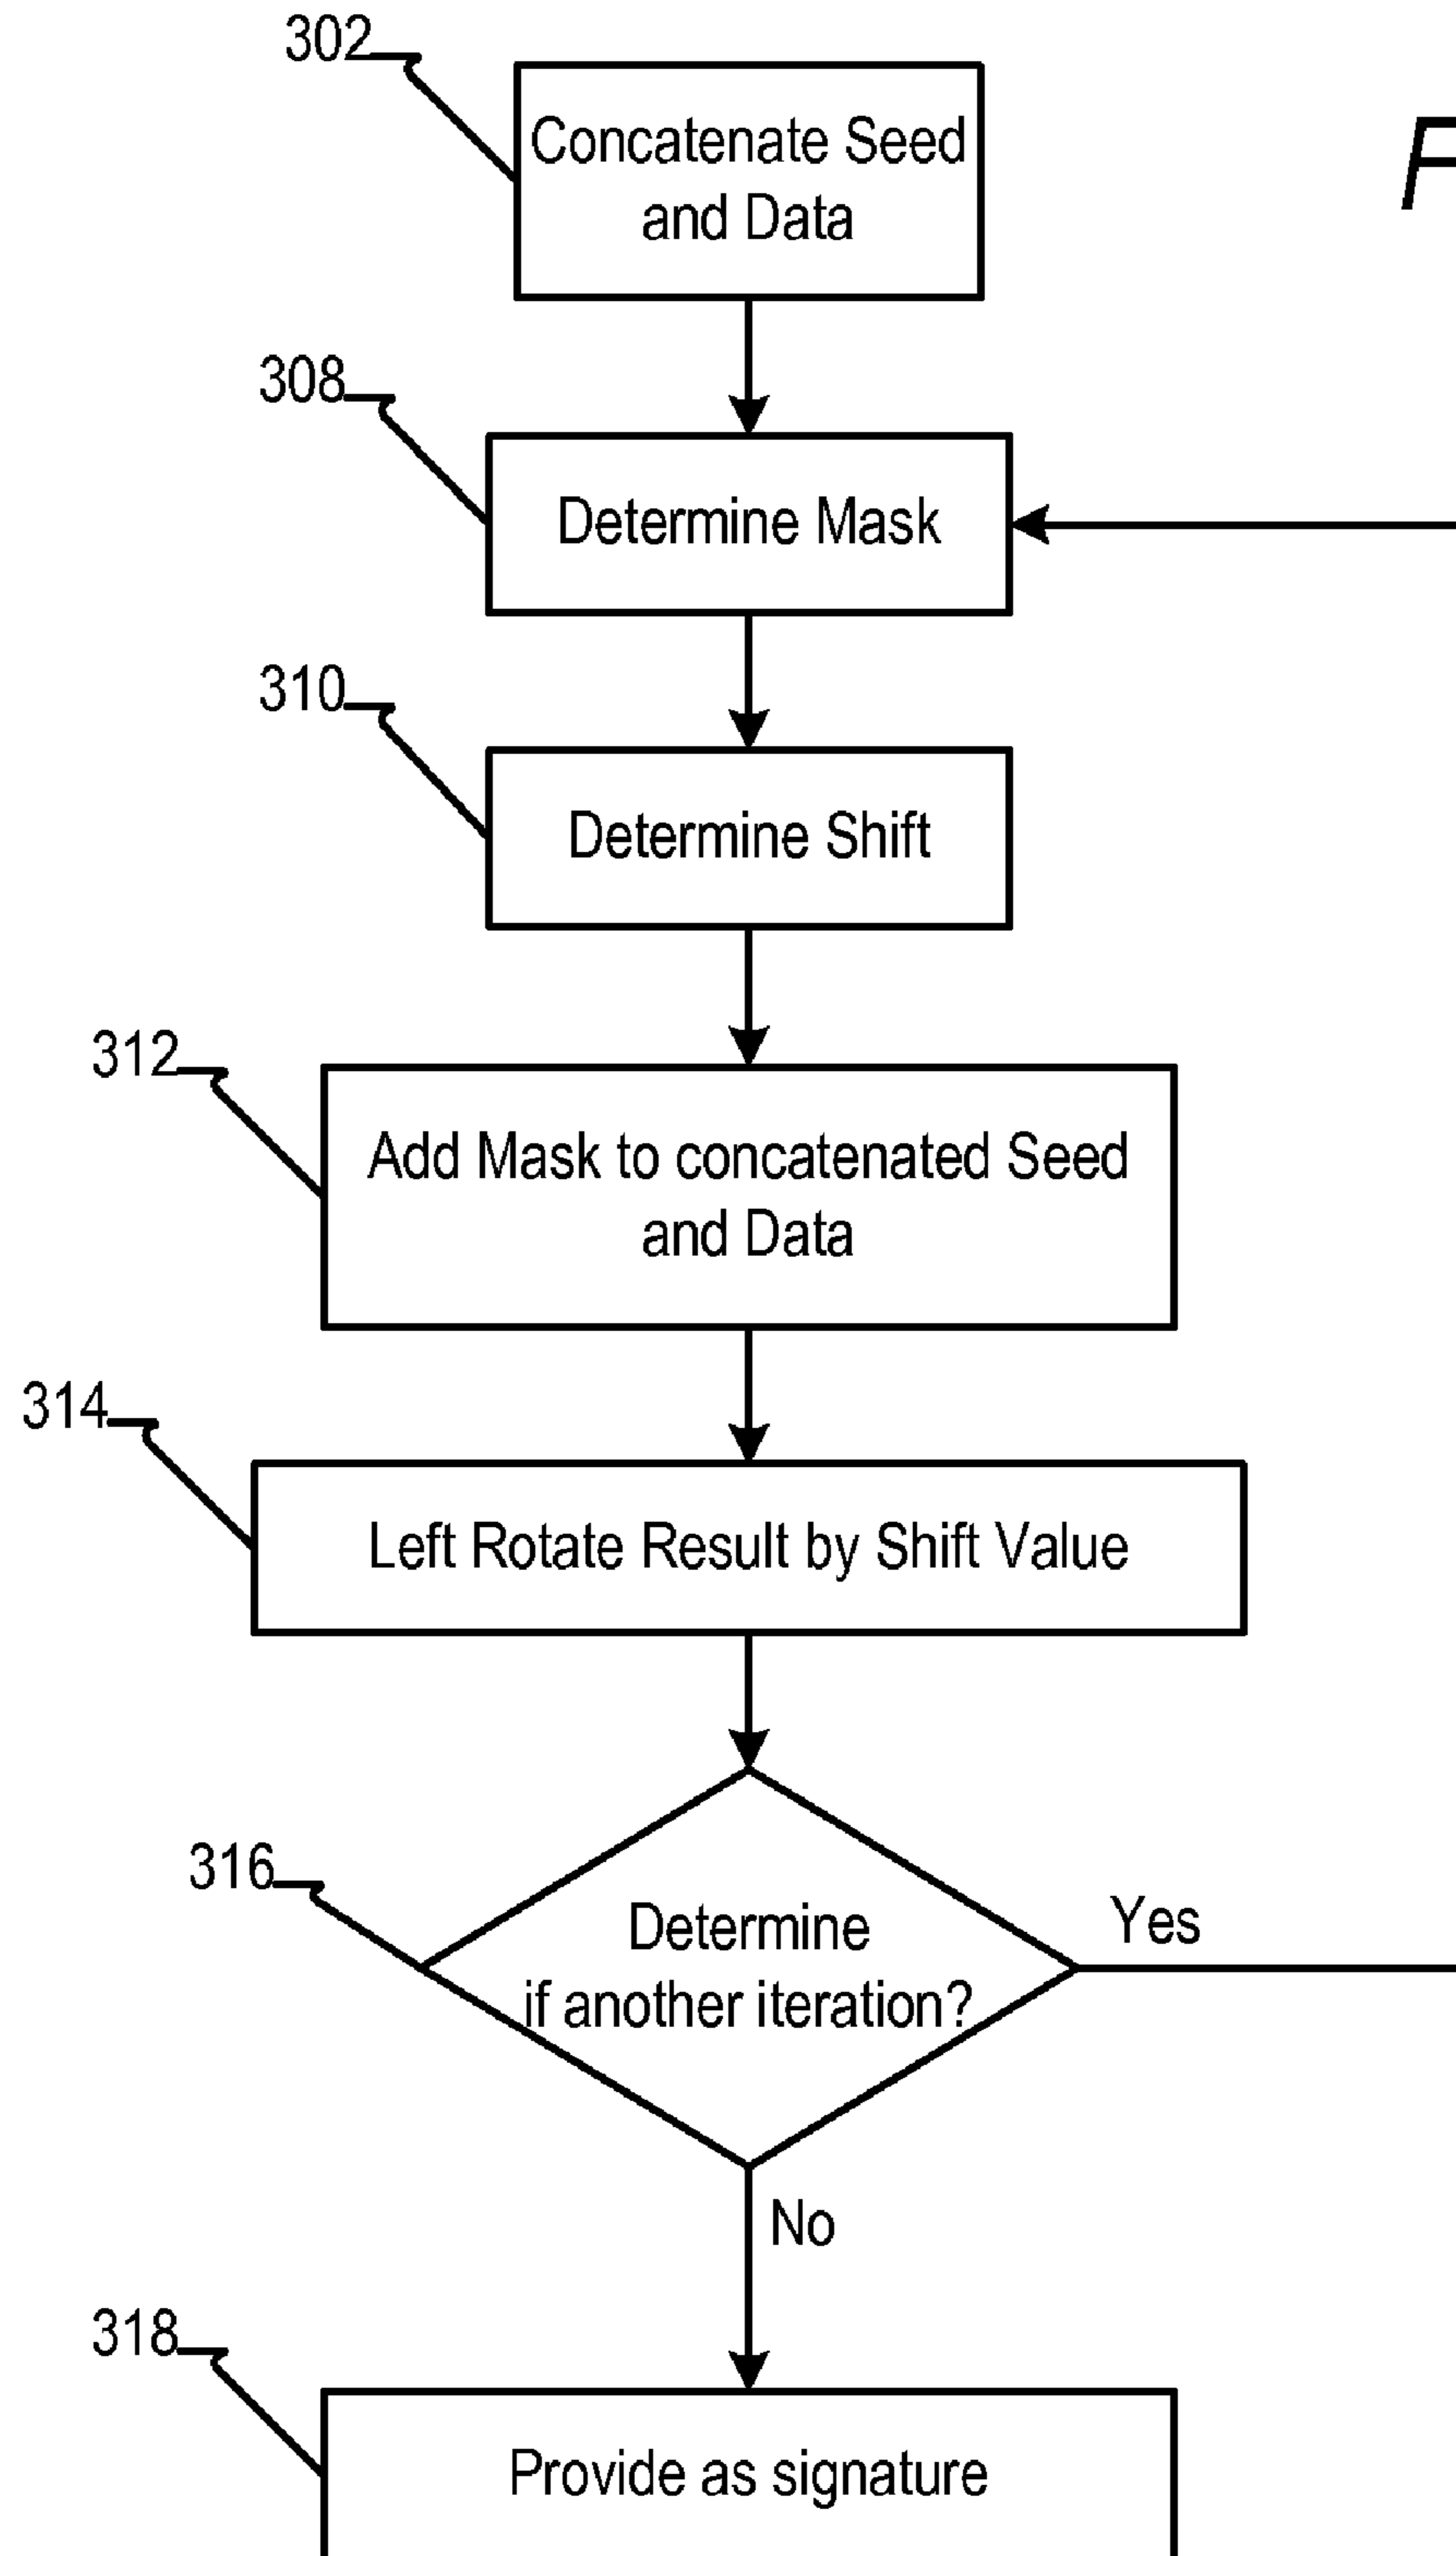 302
Concatenate Seed
and Data
308
Determine Mask
310
Determine Shift
312
Add Mask to concatenated Seed
and Data
314
Left Rotate Result by Shift Value
316
Determine
if another iteration?
Yes
No
318
Provide as signature